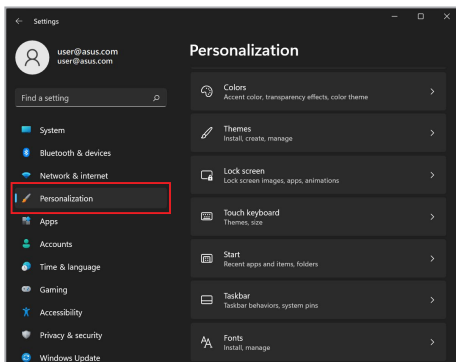 Settings
user@asus.com
user@asus.com
Find a setting
System
Bluetooth & devices
Network & internet
Personalization
Apps
Accounts
Time & language
Gaming
Accessibility
Privacy & security
Windows Update
Personalization
Colors
Accent color, transparency effects, color theme
Themes
Install, create, manage
Lock screen
Lock screen images, apps, animations
Touch keyboard
Themes, size
Start
Recent apps and items, folders
Taskbar
Taskbar behaviors, system pins
Fonts
Install, manage